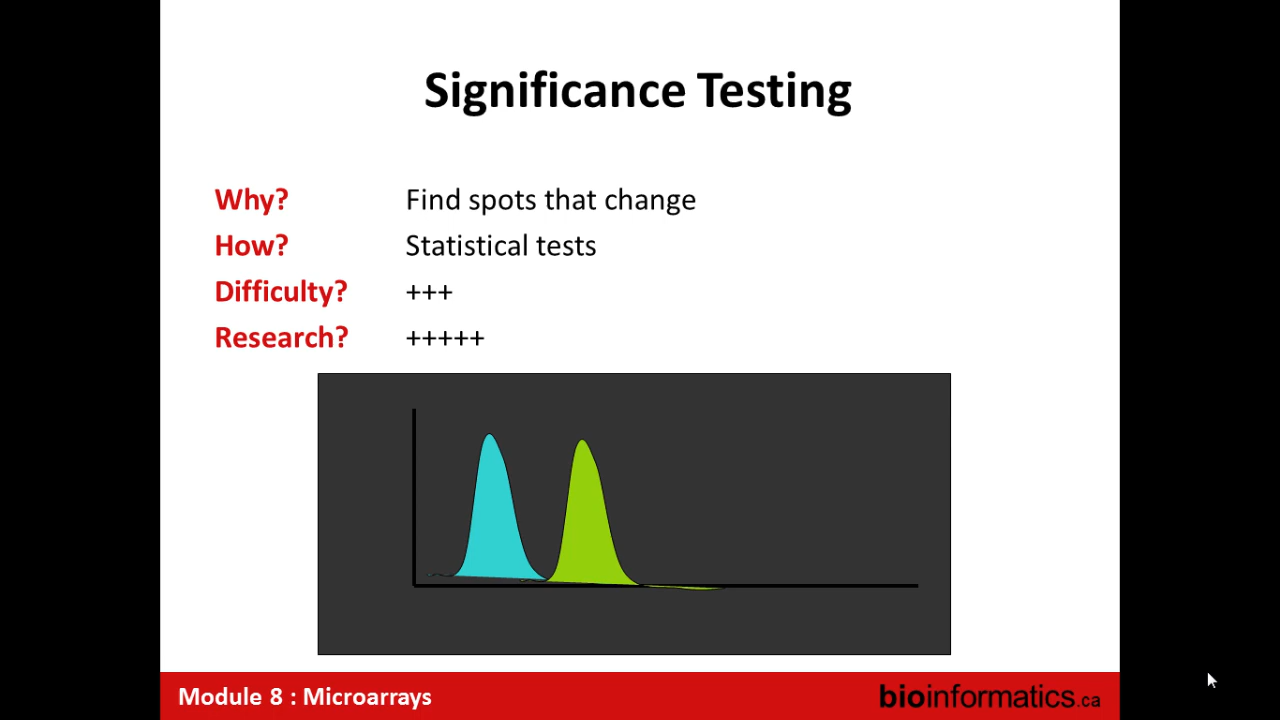 Significance Testing
Why? Find spots that change
How? Statistical tests
Difficulty? +++
Research? +++++
Module 8 : Microarrays bioinformatics.ca